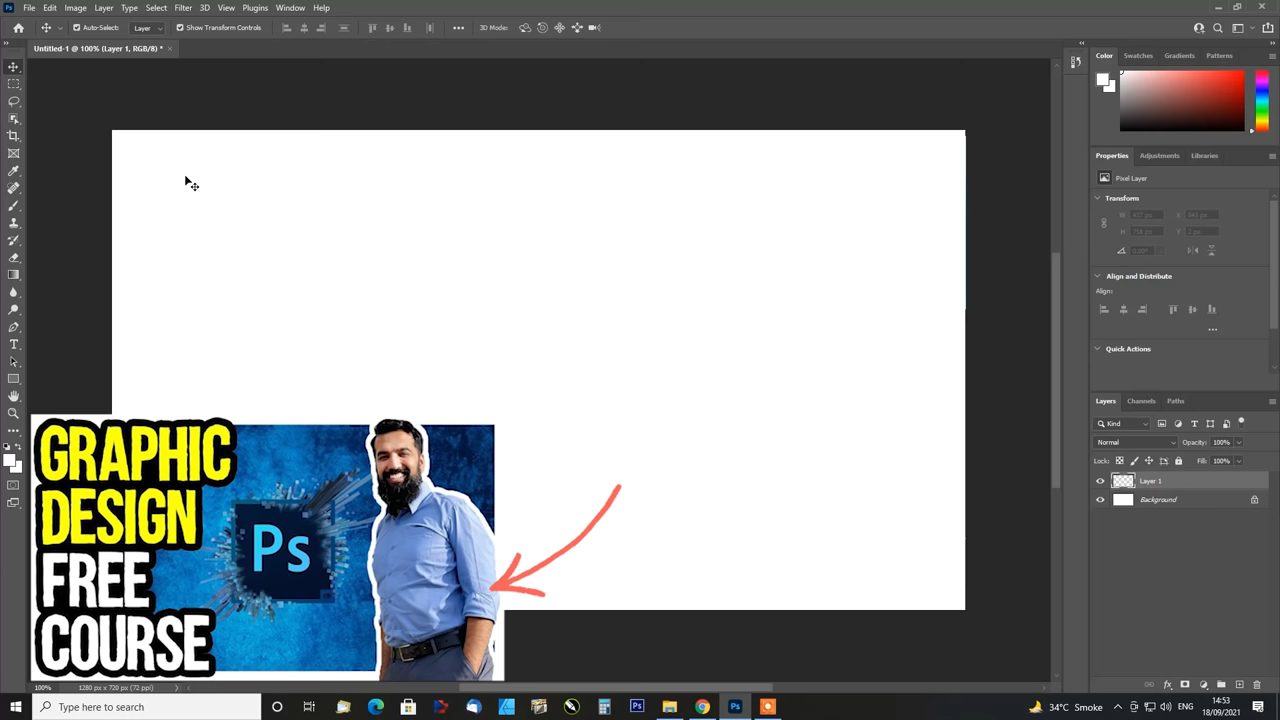 Ps File Edit Image Layer Type Select Filter 3D View Plugins Window Help
Auto-Select: Layer Show Transform Controls 3D Mode:
Untitled-1 @ 100% (Layer 1, RGB/8) *
Color Swatches Gradients Patterns
Properties Adjustments Libraries
Pixel Layer
Transform
W
X
H
Y 2 px
Align and Distribute
Align:
Quick Actions
Layers Channels Paths
Kind
Normal Opacity: 100%
Lock: Fill: 100%
Layer 1
Background
GRAPHIC
DESIGN
FREE
COURSE
Ps
100% 1280 px x 720 px (72 ppi)
Type here to search
34°C Smoke
ENG
14:53
18/09/2021